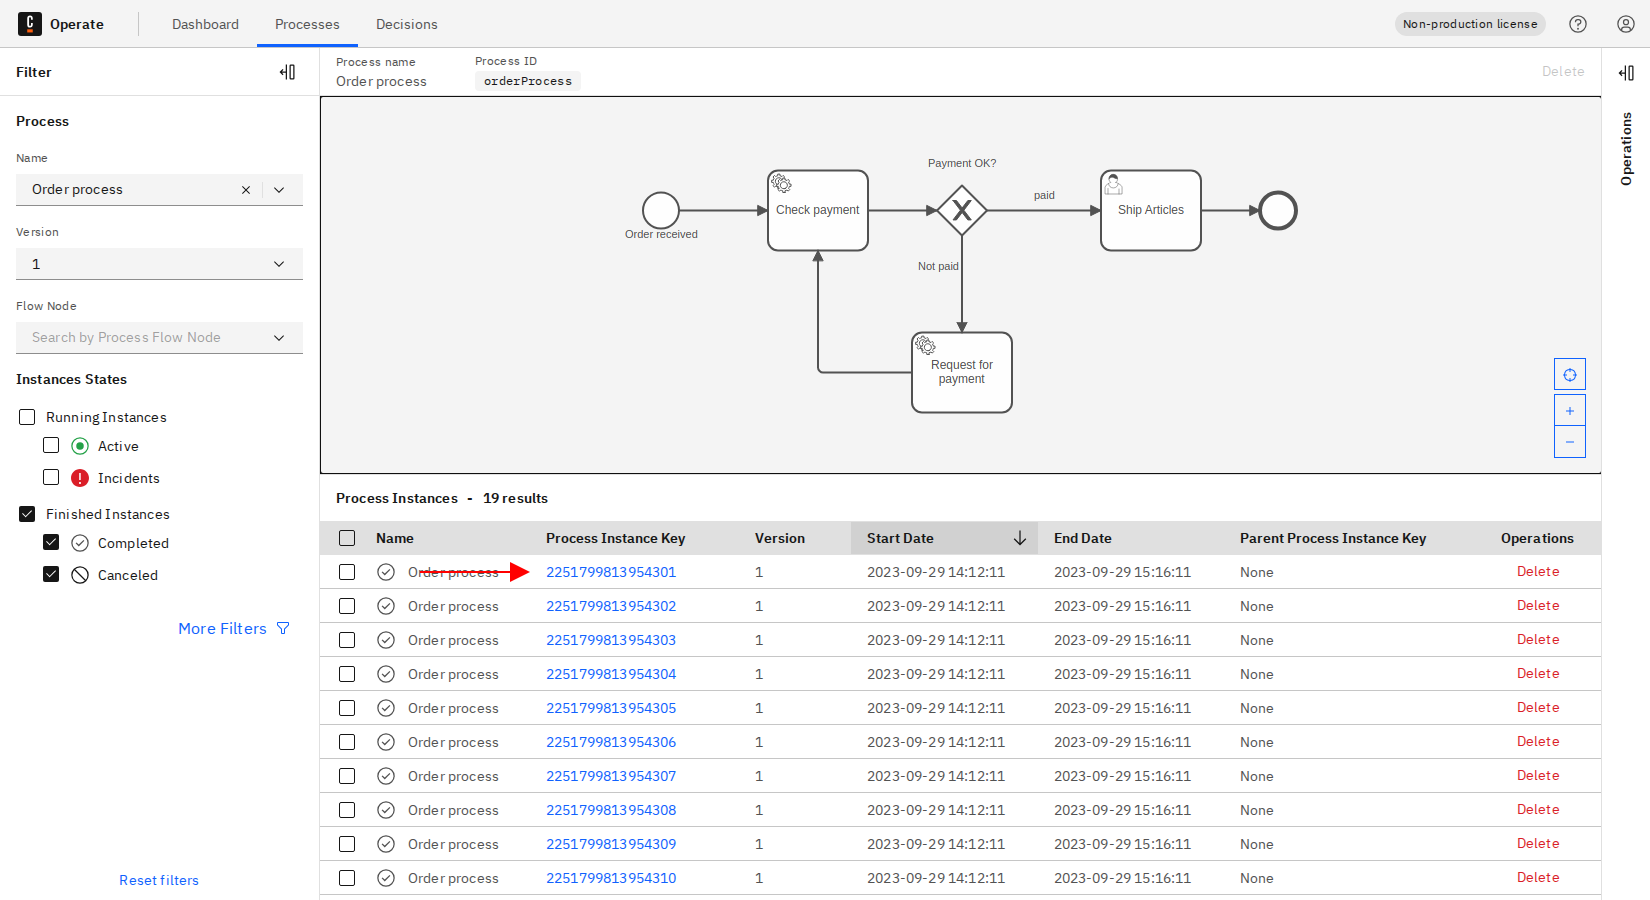 Operate Dashboard Processes Decisions Non-production license
Filter
Process
Name
Order process
Version
1
Flow Node
Search by Process Flow Node
Instances States
Running Instances
Active
Incidents
Finished Instances
Completed
Canceled
More Filters
Reset filters
Process name Process ID
Order process orderProcess Delete
Operations
Payment OK?
paid
Check payment
Ship Articles
Order received
Not paid
Request for
payment
Process Instances - 19 results
Name Process Instance Key Version Start Date End Date Parent Process Instance Key Operations
Order process 2251799813954301 1 2023-09-29 14:12:11 2023-09-29 15:16:11 None Delete
Order process 2251799813954302 1 2023-09-29 14:12:11 2023-09-29 15:16:11 None Delete
Order process 2251799813954303 1 2023-09-29 14:12:11 2023-09-29 15:16:11 None Delete
Order process 2251799813954304 1 2023-09-29 14:12:11 2023-09-29 15:16:11 None Delete
Order process 2251799813954305 1 2023-09-29 14:12:11 2023-09-29 15:16:11 None Delete
Order process 2251799813954306 1 2023-09-29 14:12:11 2023-09-29 15:16:11 None Delete
Order process 2251799813954307 1 2023-09-29 14:12:11 2023-09-29 15:16:11 None Delete
Order process 2251799813954308 1 2023-09-29 14:12:11 2023-09-29 15:16:11 None Delete
Order process 2251799813954309 1 2023-09-29 14:12:11 2023-09-29 15:16:11 None Delete
Order process 2251799813954310 1 2023-09-29 14:12:11 2023-09-29 15:16:11 None Delete